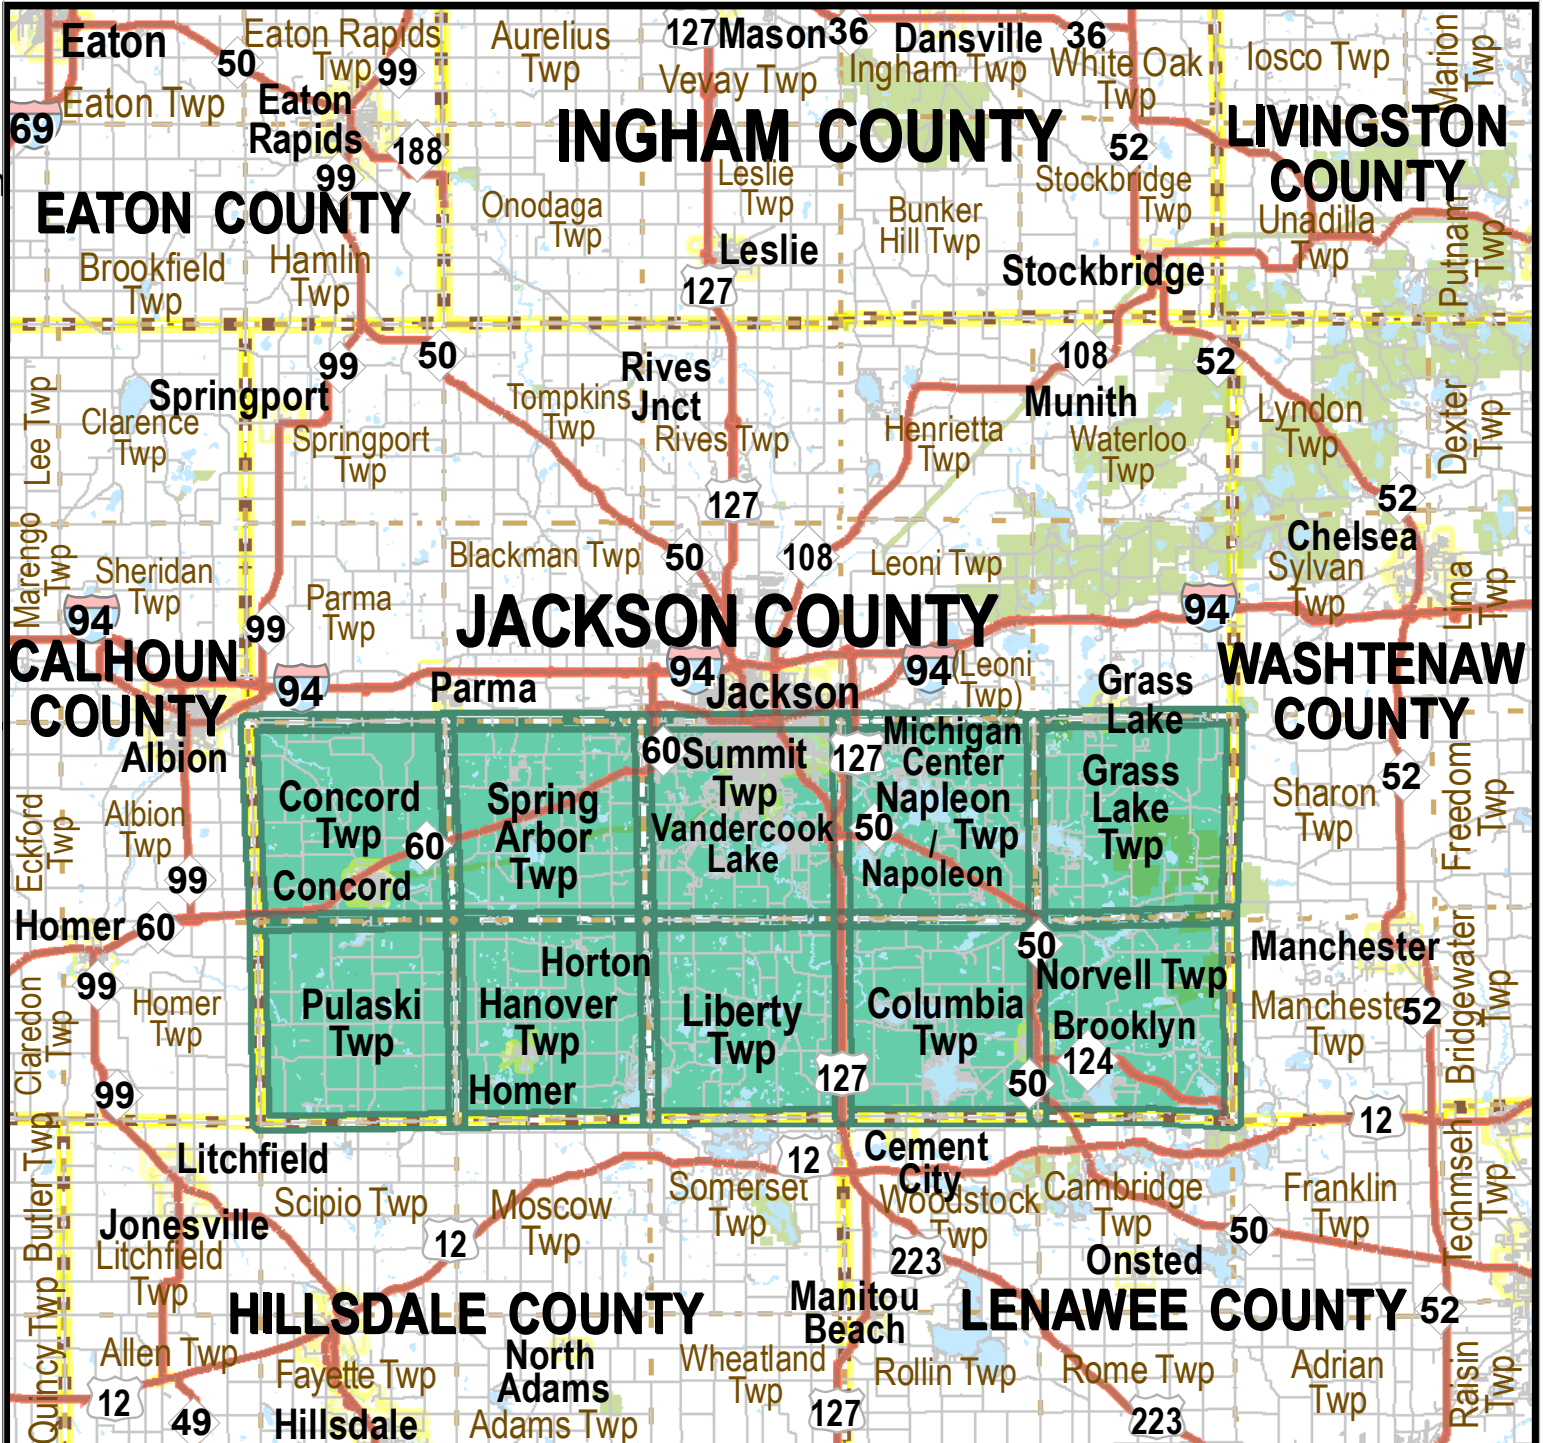 Eaton
50
Eaton Rapids
Twp
99
Aurelius
Twp
127
Mason
36
Dansville
36
Vevay Twp
Ingham Twp
White Oak
Twp
Iosco Twp
Marion
Twp
69
Eaton Twp
Eaton
Rapids
188
99
INGHAM COUNTY
52
LIVINGSTON
COUNTY
EATON COUNTY
Onodaga
Twp
Leslie
Twp
Leslie
Bunker
Hill Twp
Stockbridge
Twp
Stockbridge
Unadilla
Twp
Putnam
Twp
Brookfield
Twp
Hamlin
Twp
127
99
50
Springport
Rives
Jnct
108
Munith
52
Lee Twp
Clarence
Twp
Springport
Twp
Tompkins
Twp
Rives Twp
Henrietta
Twp
Waterloo
Twp
Lyndon
Twp
Dexter
Twp
127
52
Chelsea
Marengo
Twp
Sheridan
Twp
94
Parma
Twp
99
Blackman Twp
50
108
Leoni Twp
Sylvan
Twp
94
Lima
Twp
JACKSON COUNTY
CALHOUN
COUNTY
94
Parma
94
Jackson
94
(Leoni
Twp)
Grass
Lake
WASHTENAW
COUNTY
Albion
Albion
Twp
Eckford
Twp
99
Concord
Twp
60
Concord
Spring
Arbor
Twp
60
Summit
Twp
Vandercook
Lake
127
Michigan
Center
Napleon
/ Twp
Napoleon
50
Grass
Lake
Twp
52
Sharon
Twp
Freedom
Twp
Homer
60
99
Homer
Twp
Claredon
Twp
Pulaski
Twp
Horton
Hanover
Twp
Homer
Liberty
Twp
127
Columbia
Twp
50
Norvell Twp
Brooklyn
124
50
Manchester
Mancheste
Twp
52
Bridgewater
Twp
99
12
Butler Twp
Litchfield
Scipio Twp
Jonesville
Litchfield
Twp
12
Moscow
Twp
Somerset
Twp
12
Cement
City
Woodstock
Twp
Cambridge
Twp
Franklin
Twp
50
Techmseh
Twp
223
Onsted
HILLSDALE COUNTY
Manitou
Beach
LENAWEE COUNTY
52
Quincy Twp
Allen Twp
12
49
Fayette Twp
Hillsdale
North
Adams
Adams Twp
Wheatland
Twp
127
Rollin Twp
Rome Twp
223
Adrian
Twp
Raisin
Twp